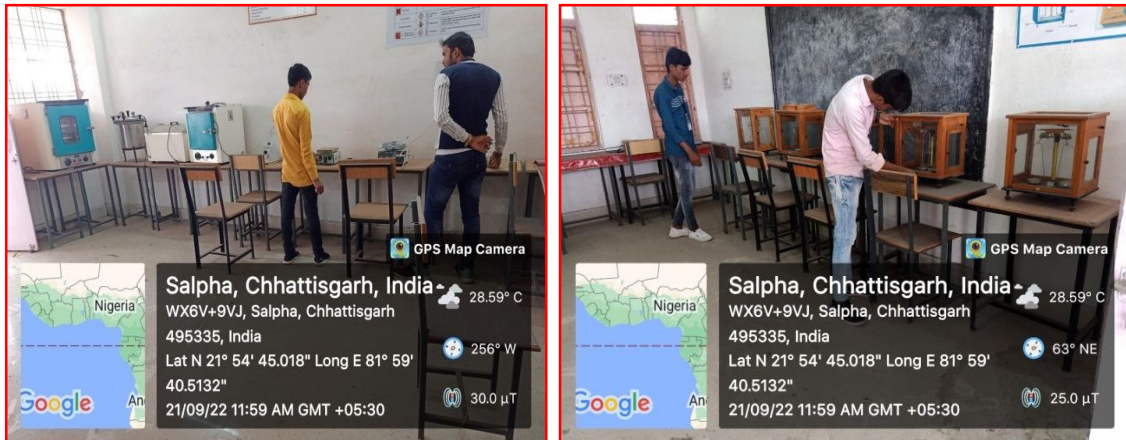 GPS Map Camera
Nigeria
Google
An
Salpha, Chhattisgarh, India
WX6V+9VJ, Salpha, Chhattisgarh
495335, India
Lat N 21° 54' 45.018" Long E 81° 59'
40.5132"
21/09/22 11:59 AM GMT +05:30
28.59° C
256° W
30.0 µT
GPS Map Camera
Nigeria
Google
An
Salpha, Chhattisgarh, India
WX6V+9VJ, Salpha, Chhattisgarh
495335, India
Lat N 21° 54' 45.018" Long E 81° 59'
40.5132"
21/09/22 11:59 AM GMT +05:30
28.59° C
63° NE
25.0 µT